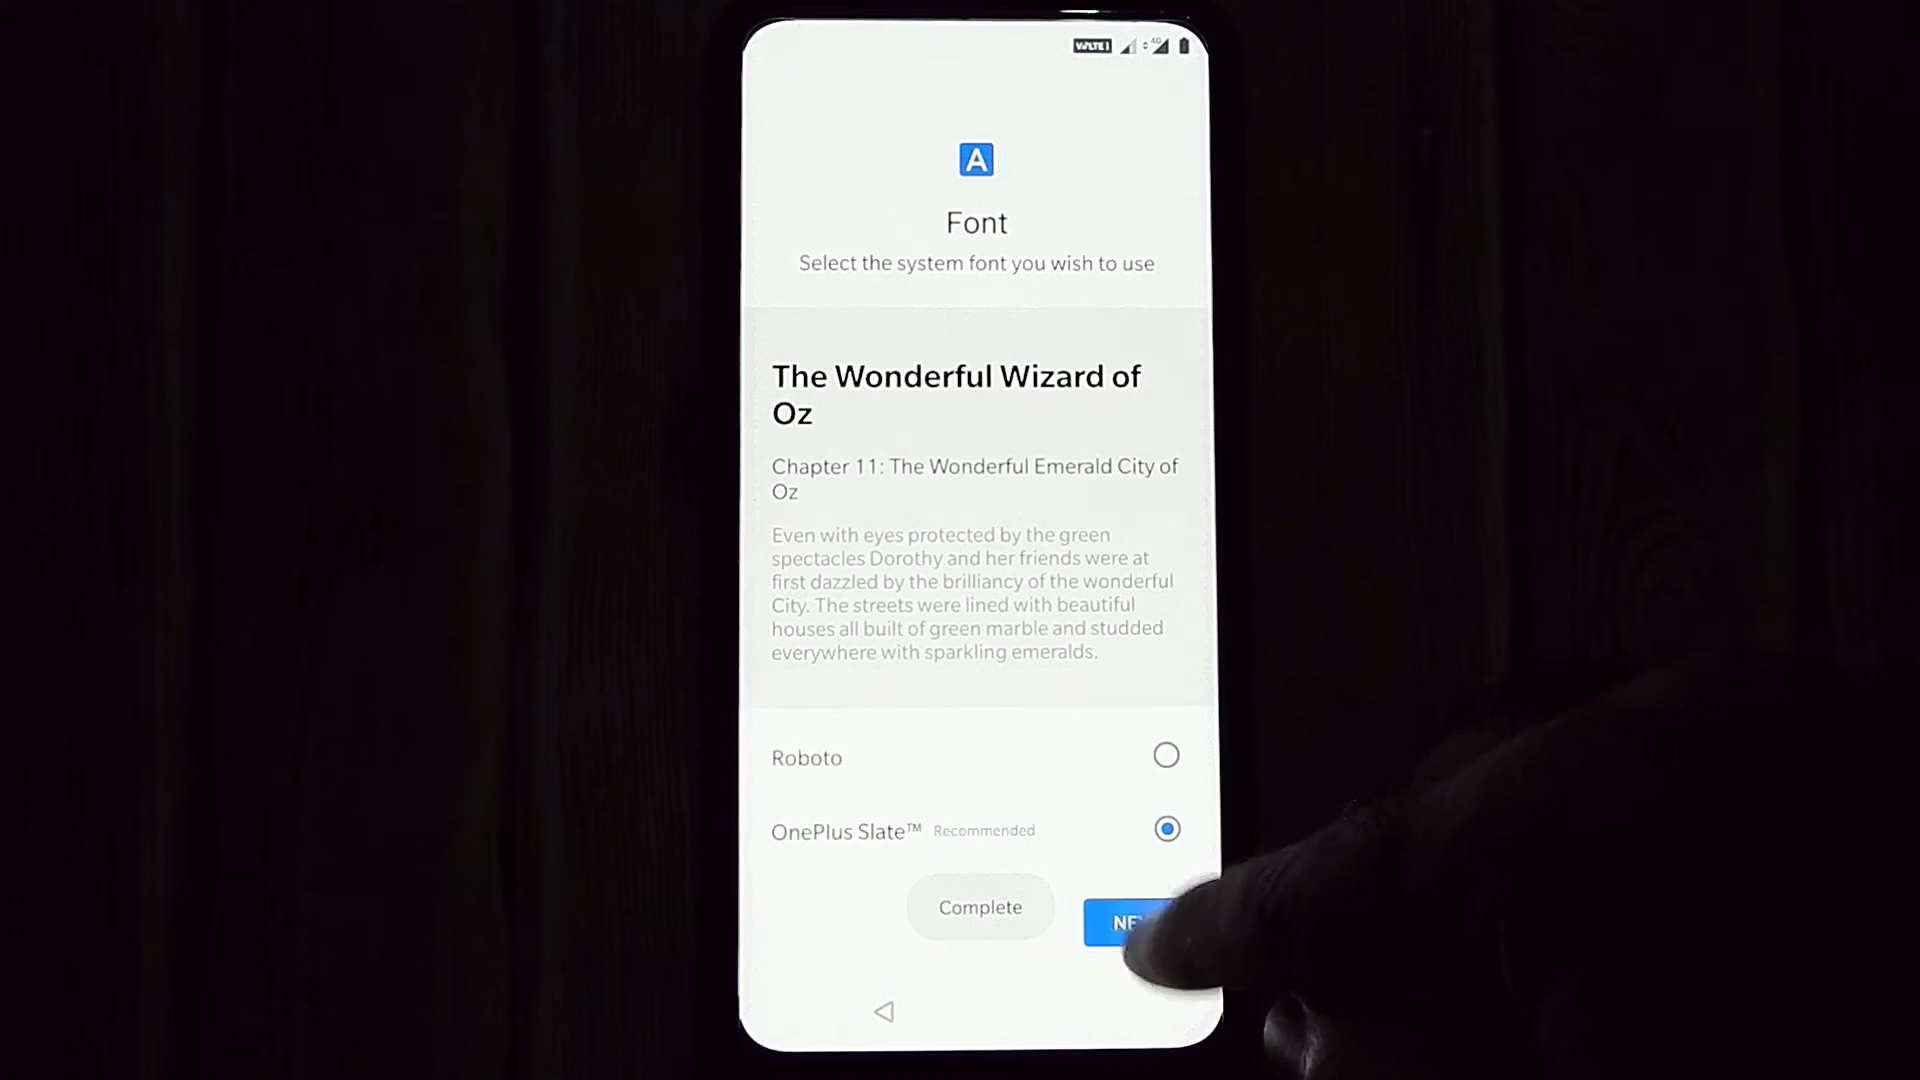 VoLTE 1 4G
A
Font
Select the system font you wish to use
The Wonderful Wizard of
Oz
Chapter 11: The Wonderful Emerald City of
Oz
Even with eyes protected by the green
spectacles Dorothy and her friends were at
first dazzled by the brilliancy of the wonderful
City. The streets were lined with beautiful
houses all built of green marble and studded
everywhere with sparkling emeralds.
Roboto
OnePlus Slate™ Recommended
Complete